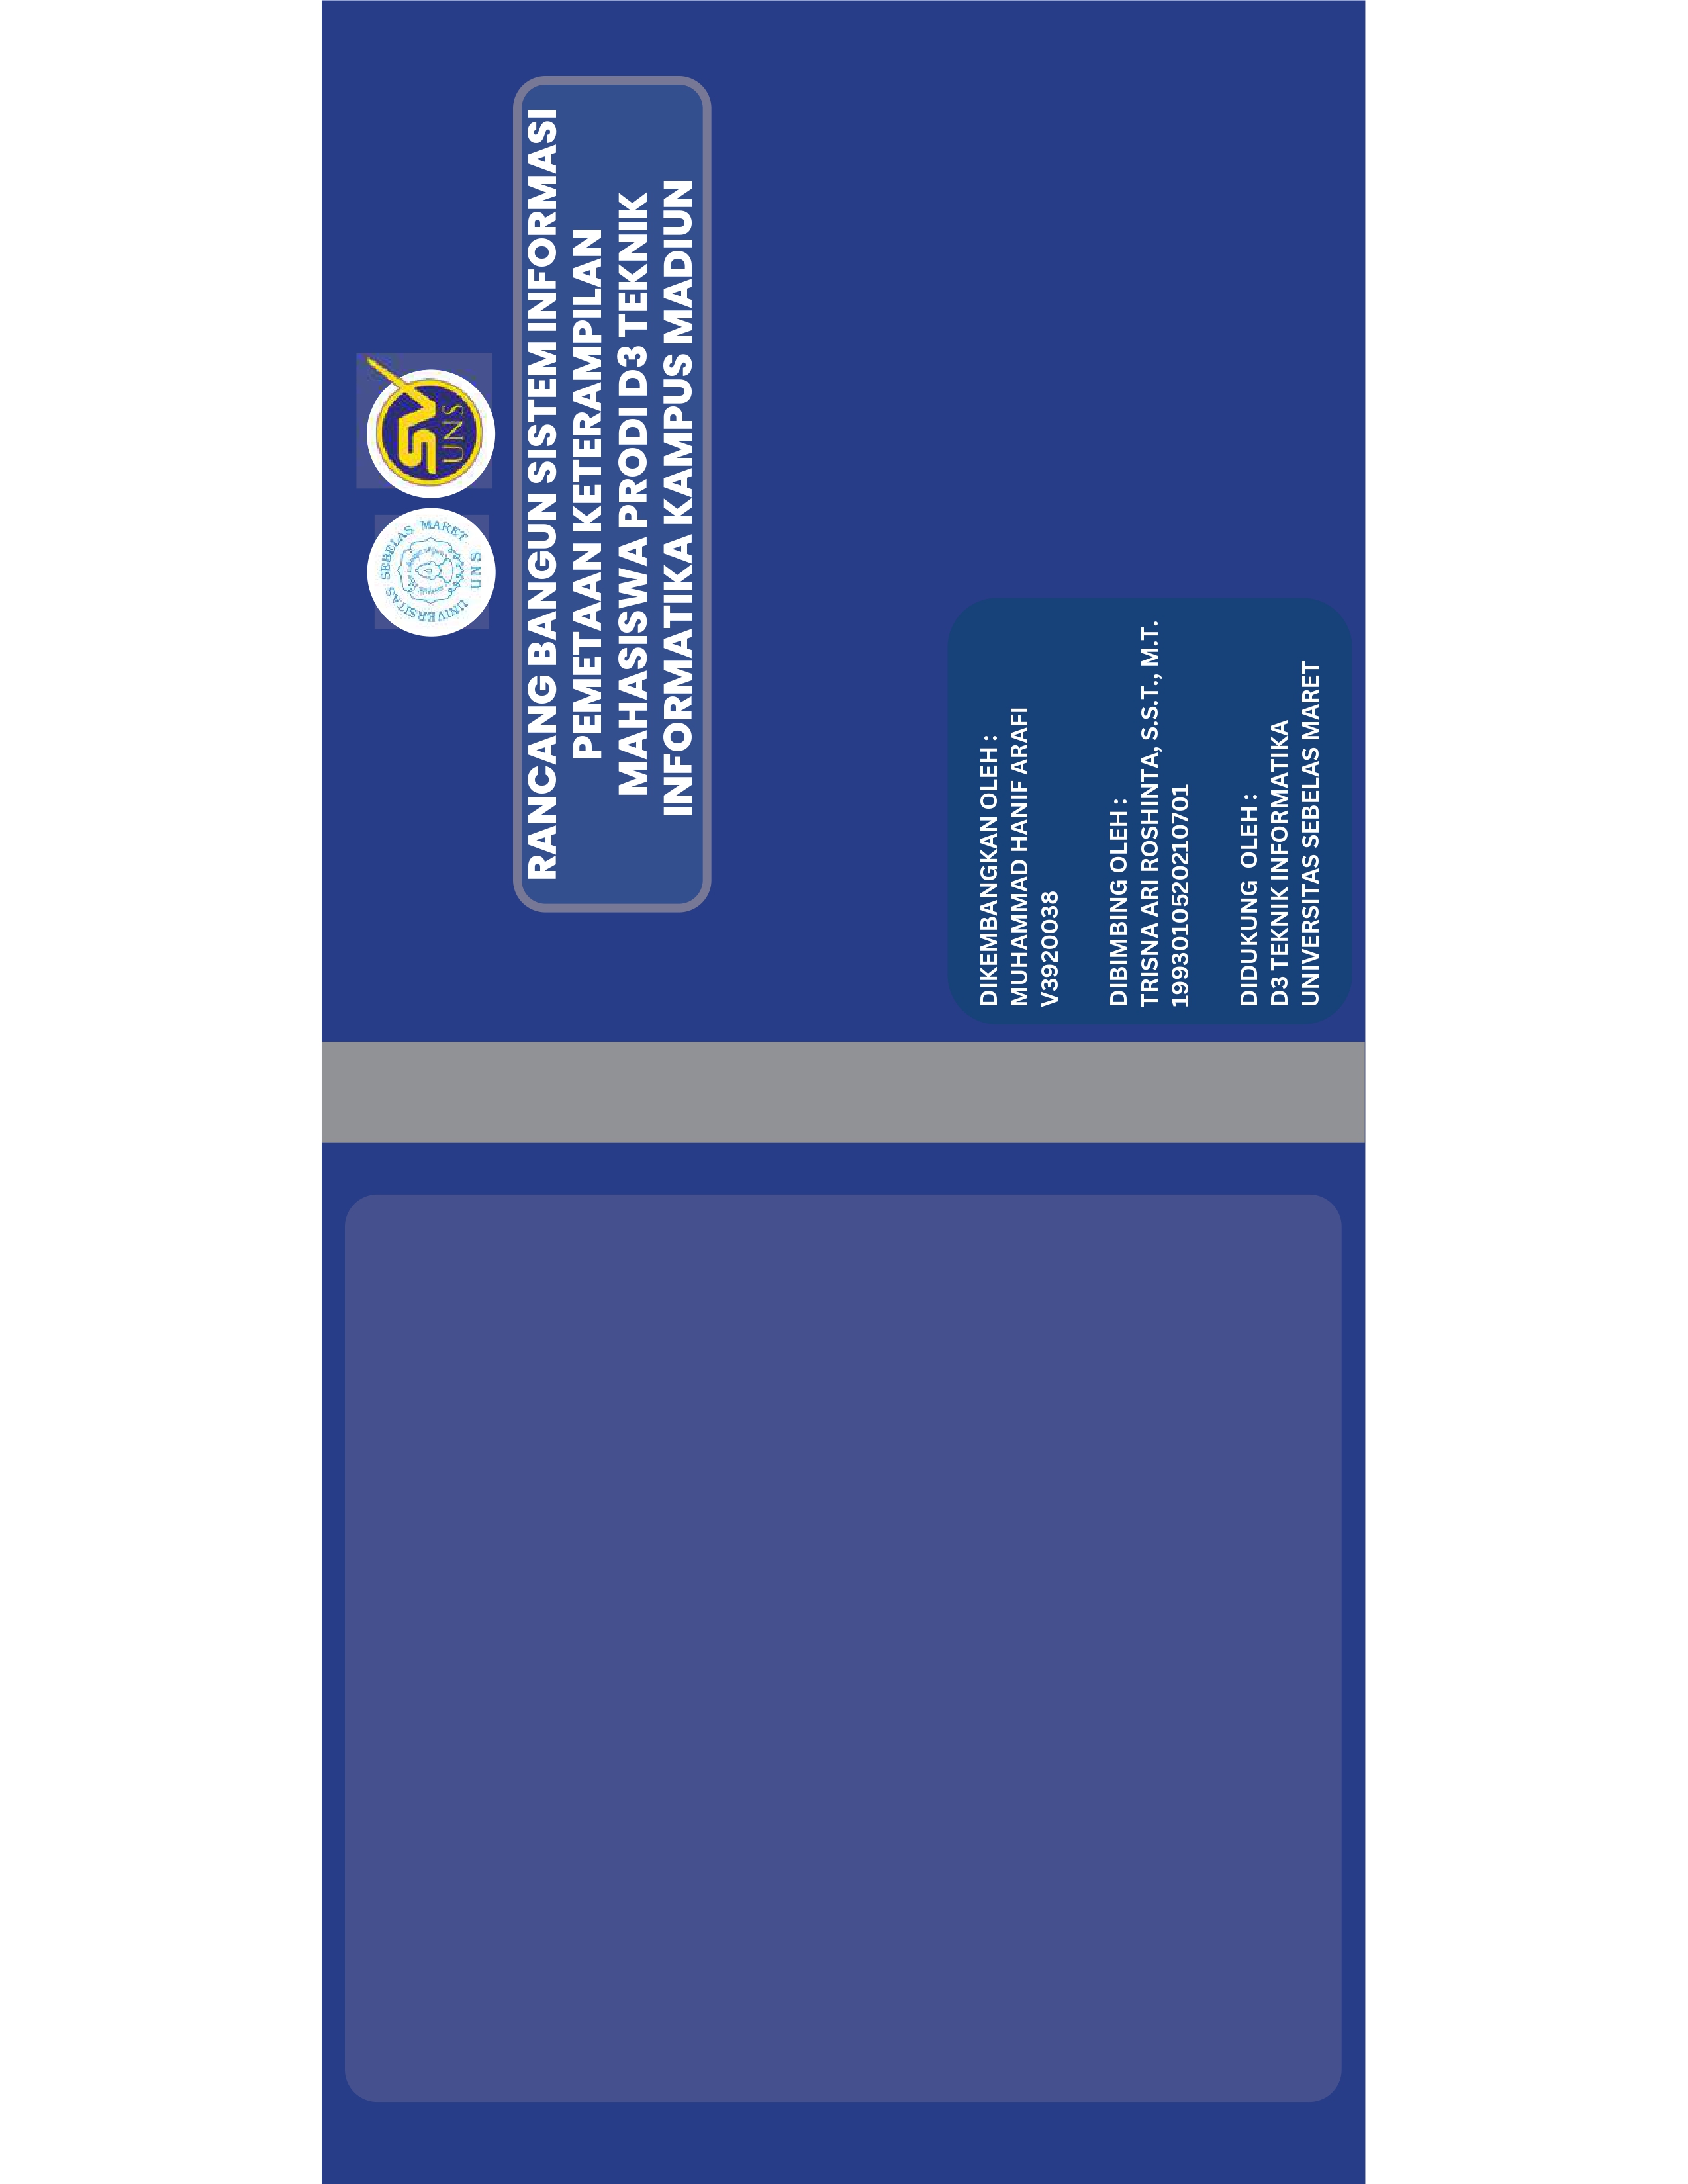 UNIVERSITAS SEBELAS MARET
UNS
SV
UNS
RANCANG BANGUN SISTEM INFORMASI
PEMETAAN KETERAMPILAN
MAHASISWA PRODI D3 TEKNIK
INFORMATIKA KAMPUS MADIUN
DIKEMBANGKAN OLEH :
MUHAMMAD HANIF ARAFI
V3920038
DIBIMBING OLEH :
TRISNA ARI ROSHINTA, S.S.T., M.T.
1993010520210701
DIDUKUNG OLEH :
D3 TEKNIK INFORMATIKA
UNIVERSITAS SEBELAS MARET